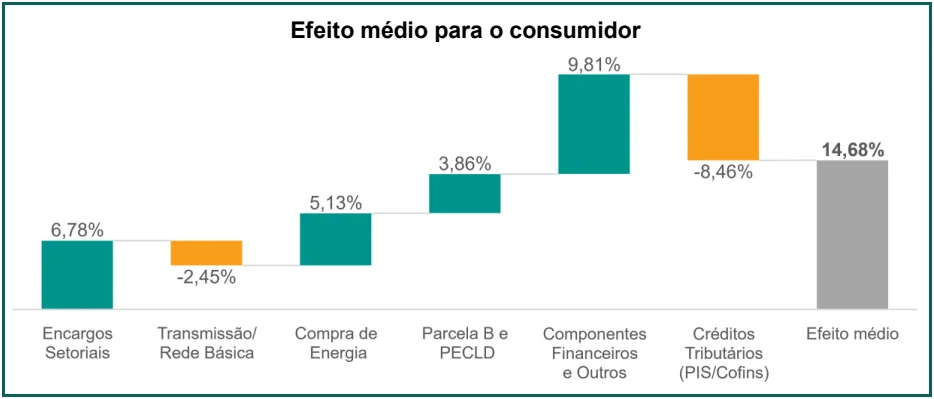 Efeito médio para o consumidor
9,81%
14,68%
3,86%
-8,46%
5,13%
6,78%
-2,45%
Encargos
Setoriais
Transmissão/
Rede Básica
Compra de
Energia
Parcela B e
PECLD
Componentes
Financeiros
e Outros
Créditos
Tributários
(PIS/Cofins)
Efeito médio